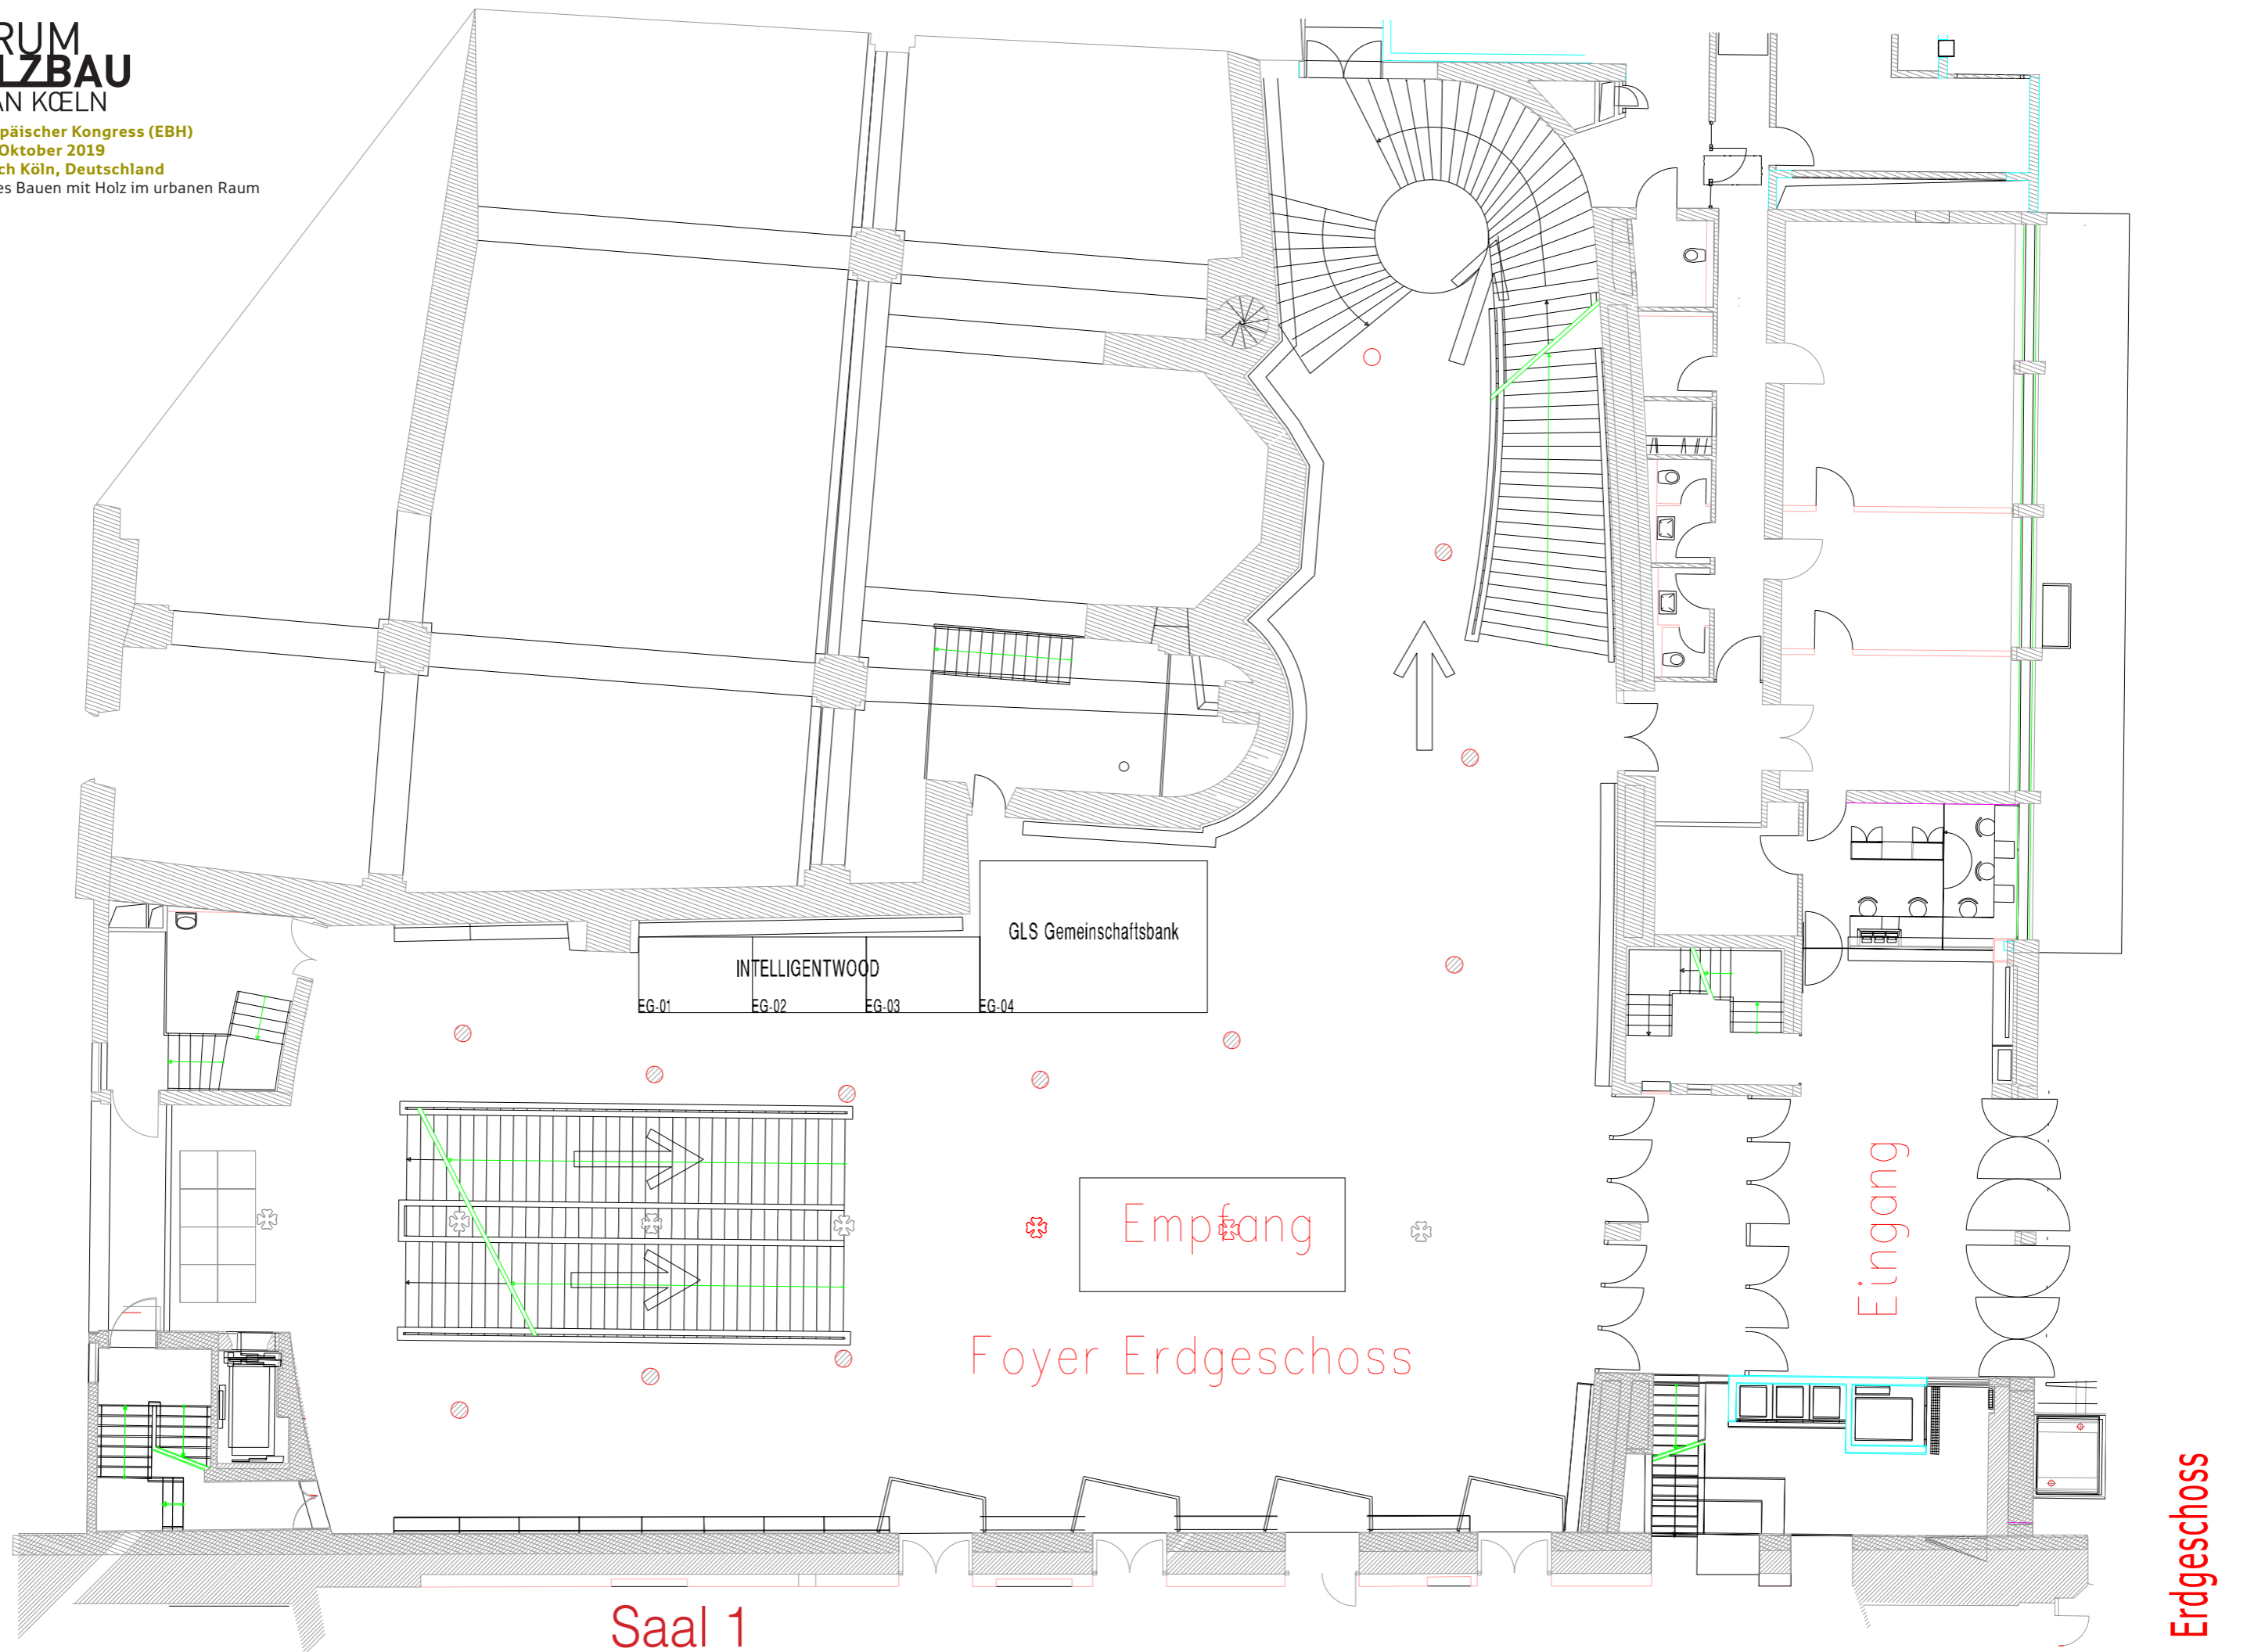 RUM
LZBAU
AN KŒLN
päischer Kongress (EBH)
Oktober 2019
ch Köln, Deutschland
es Bauen mit Holz im urbanen Raum
GLS Gemeinschaftsbank
INTELLIGENTWOOD
EG-01
EG-02
EG-03
EG-04
Empfang
Eingang
Foyer Erdgeschoss
Erdgeschoss
Saal 1